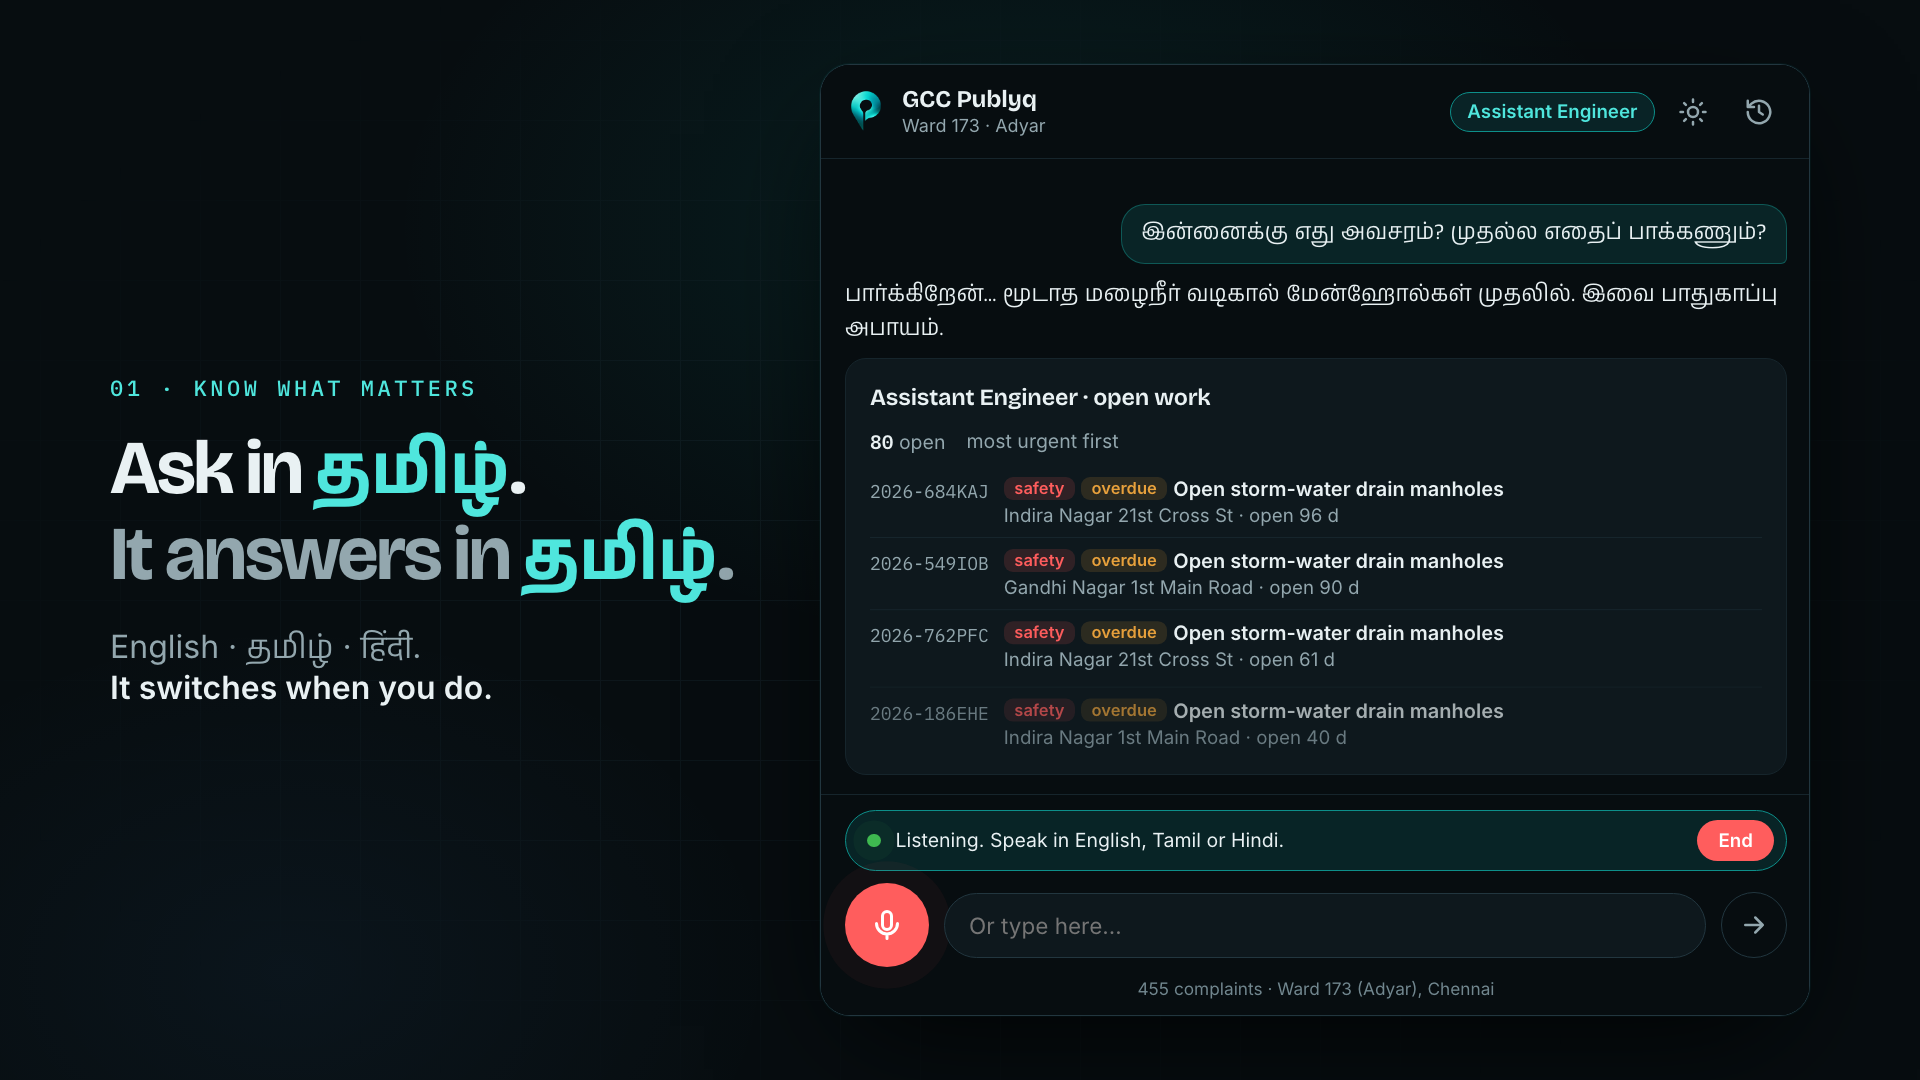 01 · KNOW WHAT MATTERS
Ask in தமிழ்.
It answers in தமிழ்.
English · தமிழ் · हिंदी.
It switches when you do.
GCC Publyq
Ward 173 · Adyar
Assistant Engineer
இன்னைக்கு எது அவசரம்? முதல்ல எதைப் பாக்கணும்?
பார்க்கிறேன்... மூடாத மழைநீர் வடிகால் மேன்ஹோல்கள் முதலில். இவை பாதுகாப்பு
அபாயம்.
Assistant Engineer · open work
80 open most urgent first
2026-684KAJ safety overdue Open storm-water drain manholes
Indira Nagar 21st Cross St · open 96 d
2026-549IOB safety overdue Open storm-water drain manholes
Gandhi Nagar 1st Main Road · open 90 d
2026-762PFC safety overdue Open storm-water drain manholes
Indira Nagar 21st Cross St · open 61 d
2026-186EHE safety overdue Open storm-water drain manholes
Indira Nagar 1st Main Road · open 40 d
Listening. Speak in English, Tamil or Hindi.
End
Or type here...
455 complaints · Ward 173 (Adyar), Chennai